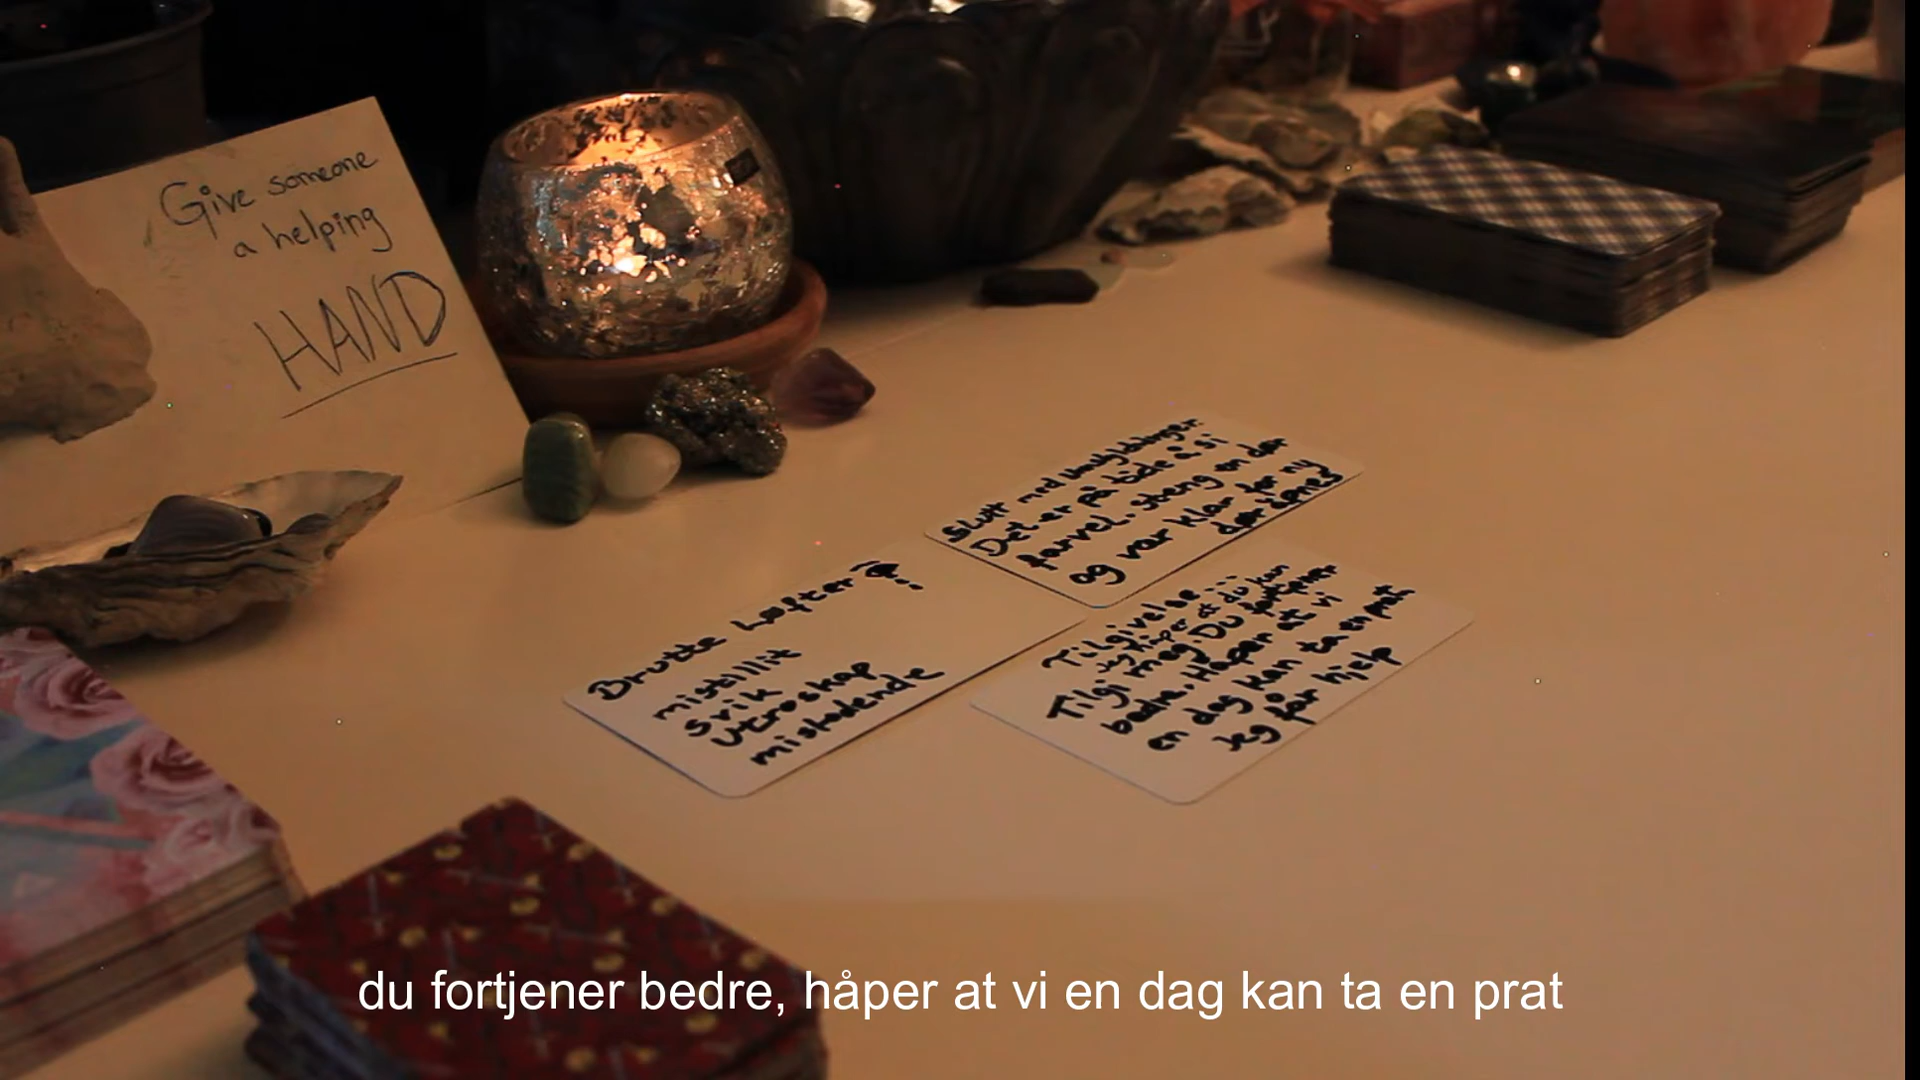 Give someone
a helping
HAND
Slutt med unnskyldninger.
Det er på tide å si
farvel. Steng en dør
og vær klar for ny
dør åpnes
Brutte Løfter
mistillit
Svik
Utroskap
Tilgivelse...
Jeg håper at du kan
Tilgi meg. Du fortjener
bedre. Håper at vi
en dag kan ta en prat
Jeg får hjelp
du fortjener bedre, håper at vi en dag kan ta en prat